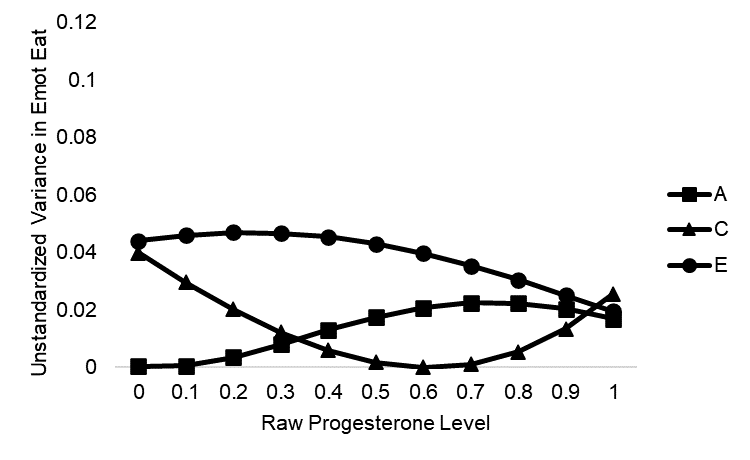 Unstandardized Variance in Emot Eat
0.12
0.1
0.08
0.06
0.04
0.02
0
0 0.1 0.2 0.3 0.4 0.5 0.6 0.7 0.8 0.9 1
Raw Progesterone Level
A
C
E